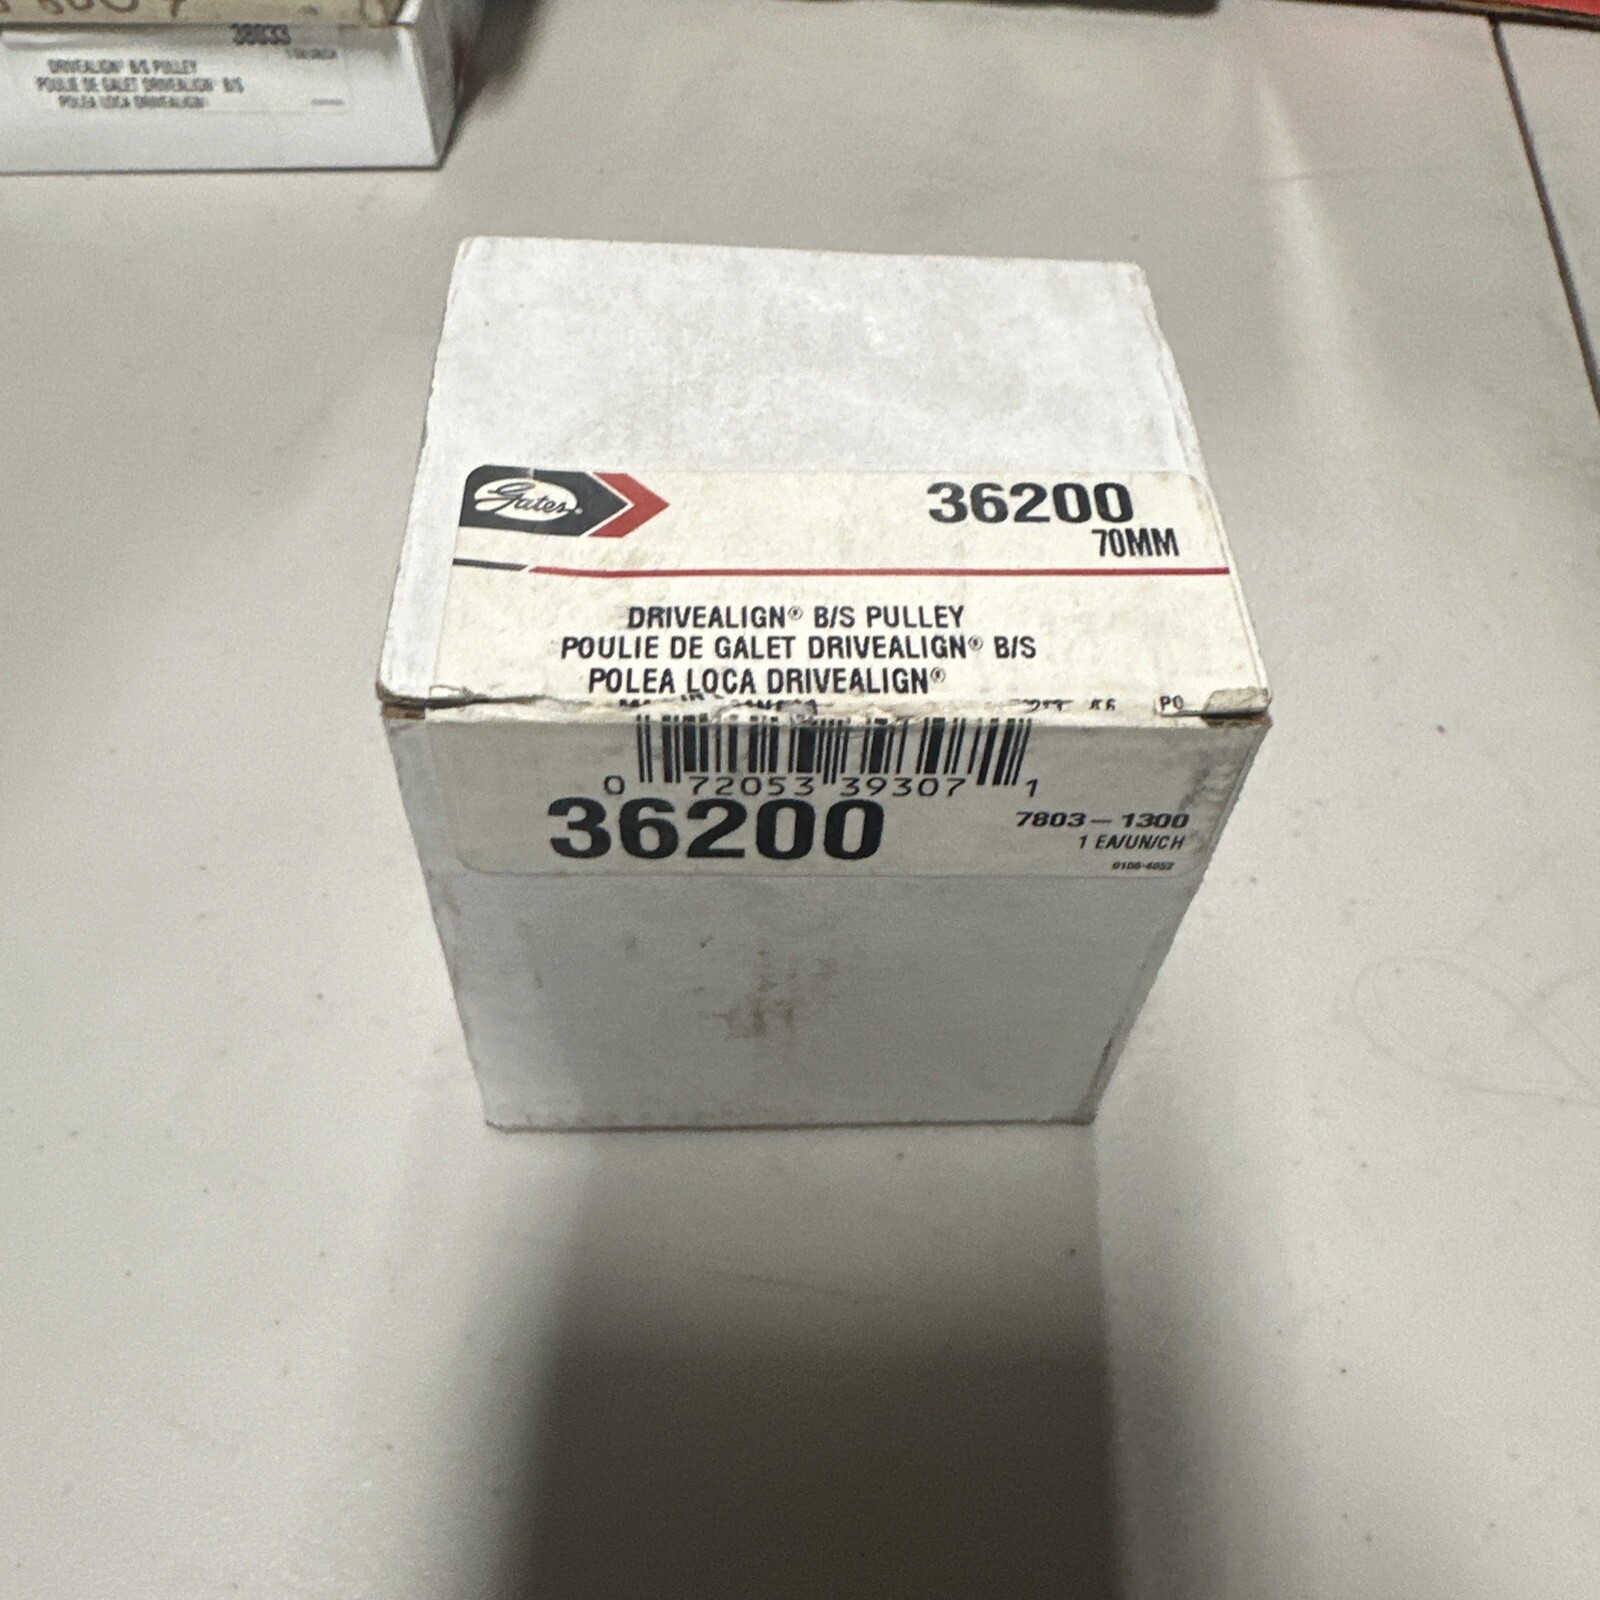 38033
DRIVEALIGN® B/S PULLEY
POULIE DE GALET DRIVEALIGN® B/S
POLEA LOCA DRIVEALIGN®
Gates®
36200
70MM
DRIVEALIGN® B/S PULLEY
POULIE DE GALET DRIVEALIGN® B/S
POLEA LOCA DRIVEALIGN®
PO
0 72053 39307 1
36200
7803-1300
1 EA/UN/CH